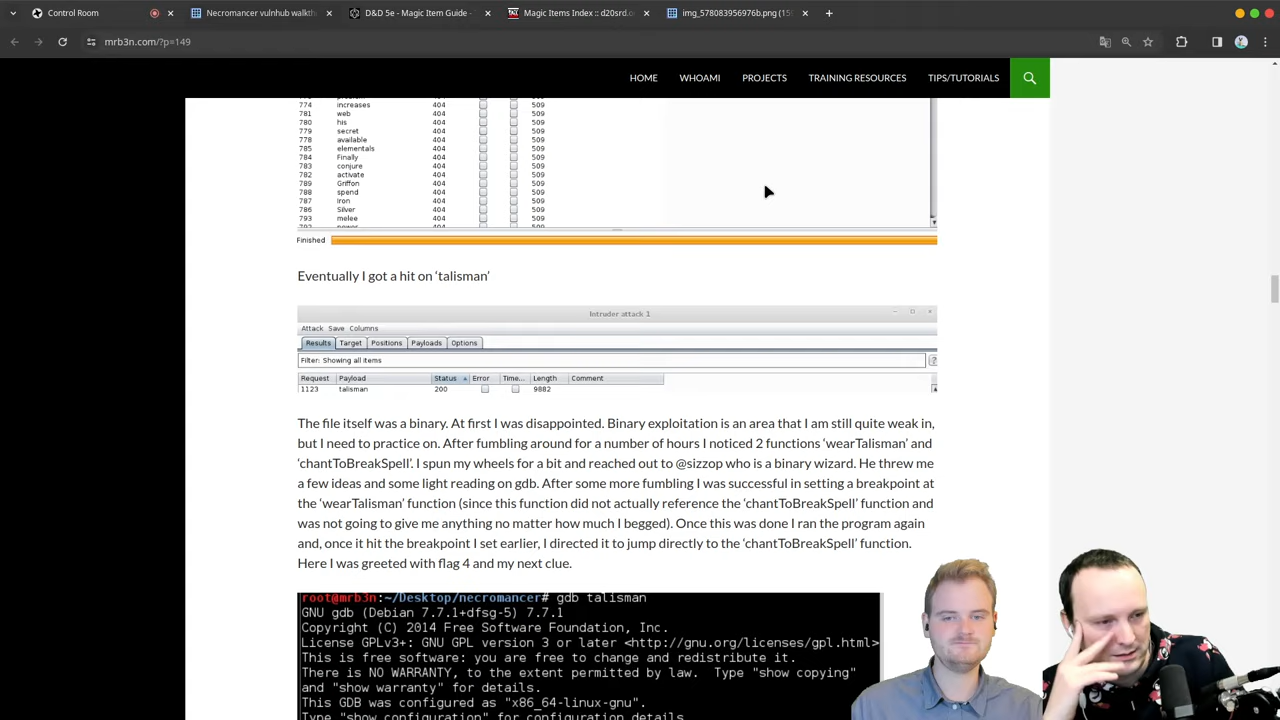 Control Room
Necromancer vulnhub walkth
D&D 5e - Magic Item Guide -
Magic Items Index :: d20srd.or
img_578083956976b.png (15
mrb3n.com/?p=149
HOME WHOAMI PROJECTS TRAINING RESOURCES TIPS/TUTORIALS
774 increases 404 509
781 web 404 509
780 his 404 509
779 secret 404 509
778 available 404 509
785 elementals 404 509
784 Finally 404 509
783 conjure 404 509
782 activate 404 509
789 Griffon 404 509
788 spend 404 509
787 Iron 404 509
786 Silver 404 509
793 melee 404 509
Finished
Eventually I got a hit on ‘talisman’
Intruder attack 1
Attack Save Columns
Results Target Positions Payloads Options
Filter: Showing all items
?
Request Payload Status Error Time... Length Comment
1123 talisman 200 9882
The file itself was a binary. At first I was disappointed. Binary exploitation is an area that I am still quite weak in,
but I need to practice on. After fumbling around for a number of hours I noticed 2 functions ‘wearTalisman’ and
‘chantToBreakSpell’. I spun my wheels for a bit and reached out to @sizzop who is a binary wizard. He threw me
a few ideas and some light reading on gdb. After some more fumbling I was successful in setting a breakpoint at
the ‘wearTalisman’ function (since this function did not actually reference the ‘chantToBreakSpell’ function and
was not going to give me anything no matter how much I begged). Once this was done I ran the program again
and, once it hit the breakpoint I set earlier, I directed it to jump directly to the ‘chantToBreakSpell’ function.
Here I was greeted with flag 4 and my next clue.
root@mrb3n:~/Desktop/necromancer# gdb talisman
GNU gdb (Debian 7.7.1+dfsg-5) 7.7.1
Copyright (C) 2014 Free Software Foundation, Inc.
License GPLv3+: GNU GPL version 3 or later <http://gnu.org/licenses/gpl.html>
This is free software: you are free to change and redistribute it.
There is NO WARRANTY, to the extent permitted by law.  Type "show copying"
and "show warranty" for details.
This GDB was configured as "x86_64-linux-gnu".
Type "show configuration" for configuration details.